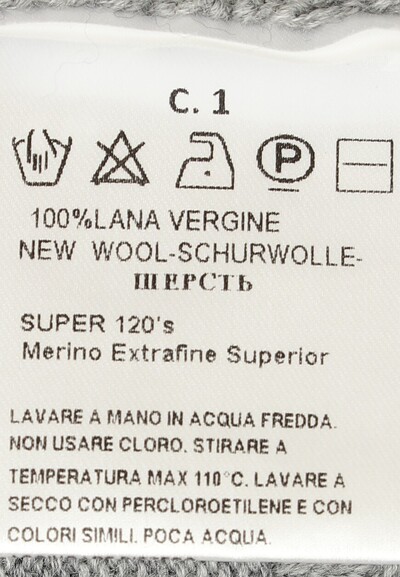 C. 1
P
100%LANA VERGINE
NEW WOOL-SCHURWOLLE-
ШЕРСТЬ
SUPER 120's
Merino Extrafine Superior
LAVARE A MANO IN ACQUA FREDDA.
NON USARE CLORO. STIRARE A
TEMPERATURA MAX 110°C. LAVARE A
SECCO CON PERCLOROETILENE E CON
COLORI SIMILI. POCA ACQUA.